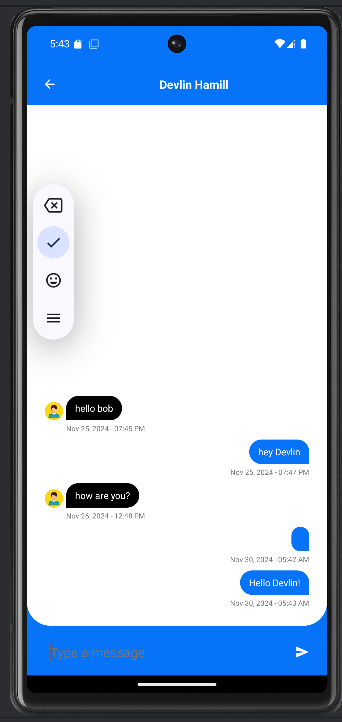 5:43
Devlin Hamill
hello bob
Nov 25, 2024 - 07:45 PM
hey Devlin
Nov 25, 2024 - 07:47 PM
how are you?
Nov 26, 2024 - 12:48 PM
Nov 30, 2024 - 05:42 AM
Hello Devlin!
Nov 30, 2024 - 05:43 AM
Type a message